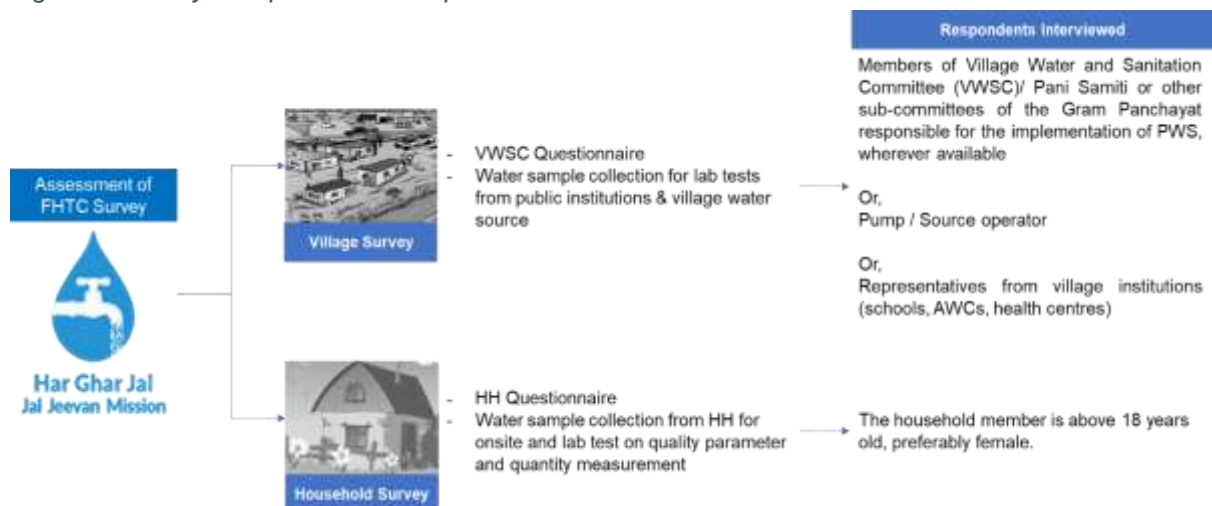 Respondents Interviewed
Members of Village Water and Sanitation
Committee (VWSC)/ Pani Samiti or other
sub-committees of the Gram Panchayat
responsible for the implementation of PWS,
wherever available
Or,
Pump / Source operator
Or,
Representatives from village institutions
(schools, AWCs, health centres)
Assessment of
FHTC Survey
Har Ghar Jal
Jal Jeevan Mission
Village Survey
- VWSC Questionnaire
- Water sample collection for lab tests
from public institutions & village water
source
Household Survey
- HH Questionnaire
- Water sample collection from HH for
onsite and lab test on quality parameter
and quantity measurement
The household member is above 18 years
old, preferably female.